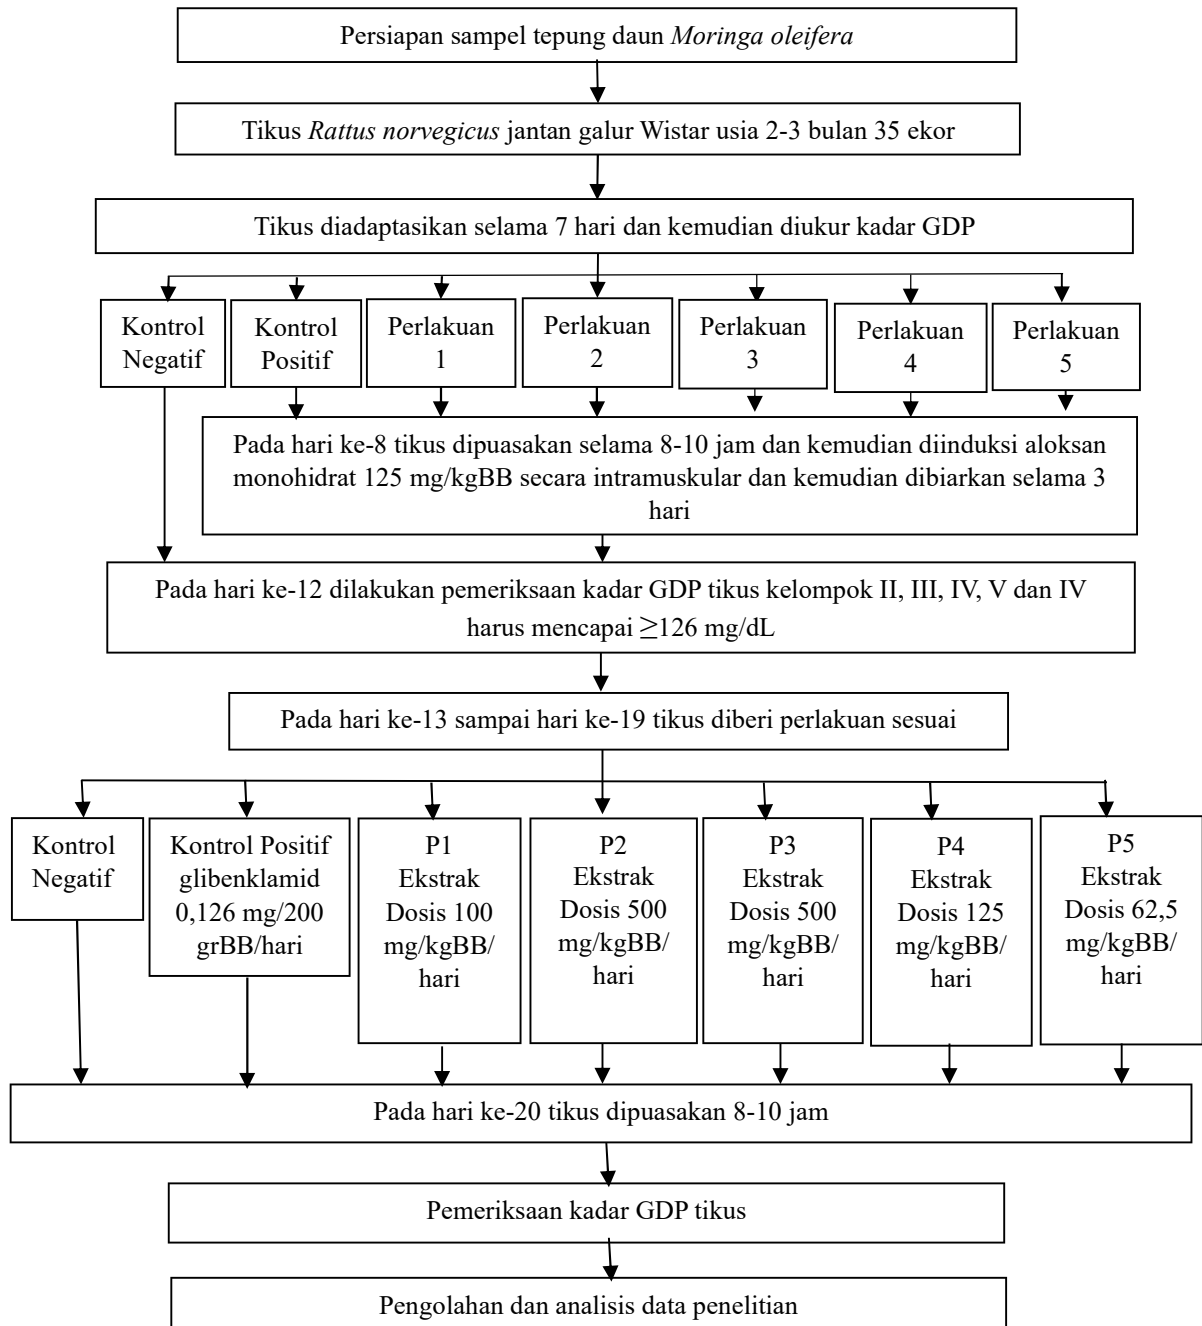 Persiapan sampel tepung daun Moringa oleifera
Tikus Rattus norvegicus jantan galur Wistar usia 2-3 bulan 35 ekor
Tikus diadaptasikan selama 7 hari dan kemudian diukur kadar GDP
Kontrol
Negatif
Kontrol
Positif
Perlakuan
1
Perlakuan
2
Perlakuan
3
Perlakuan
4
Perlakuan
5
Pada hari ke-8 tikus dipuasakan selama 8-10 jam dan kemudian diinduksi aloksan
monohidrat 125 mg/kgBB secara intramuskular dan kemudian dibiarkan selama 3
hari
Pada hari ke-12 dilakukan pemeriksaan kadar GDP tikus kelompok II, III, IV, V dan IV
harus mencapai ≥126 mg/dL
Pada hari ke-13 sampai hari ke-19 tikus diberi perlakuan sesuai
Kontrol
Negatif
Kontrol Positif
glibenklamid
0,126 mg/200
grBB/hari
P1
Ekstrak
Dosis 100
mg/kgBB/
hari
P2
Ekstrak
Dosis 500
mg/kgBB/
hari
P3
Ekstrak
Dosis 500
mg/kgBB/
hari
P4
Ekstrak
Dosis 125
mg/kgBB/
hari
P5
Ekstrak
Dosis 62,5
mg/kgBB/
hari
Pada hari ke-20 tikus dipuasakan 8-10 jam
Pemeriksaan kadar GDP tikus
Pengolahan dan analisis data penelitian